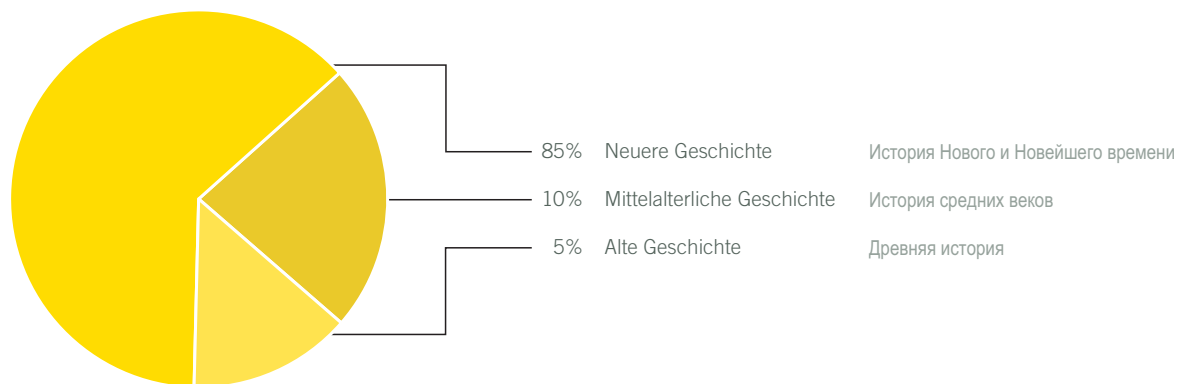 85% Neuere Geschichte История Нового и Новейшего времени
10% Mittelalterliche Geschichte История средних веков
5% Alte Geschichte Древняя история